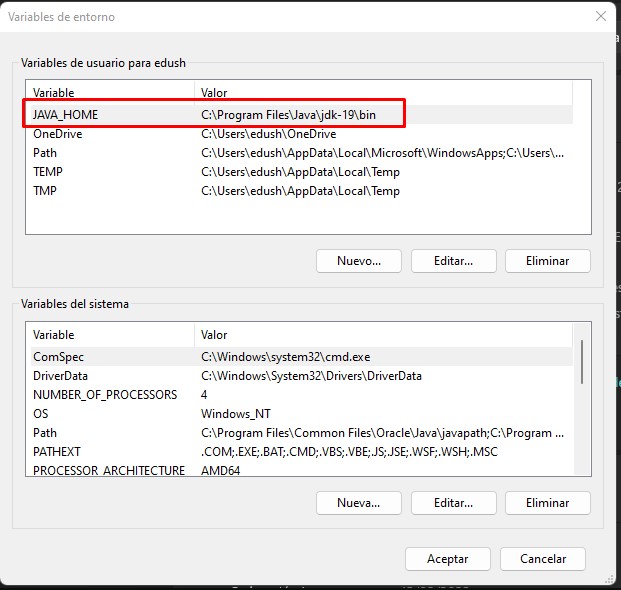 Variables de entorno
Variables de usuario para edush
Variable Valor
JAVA_HOME C:\Program Files\Java\jdk-19\bin
OneDrive C:\Users\edush\OneDrive
Path C:\Users\edush\AppData\Local\Microsoft\WindowsApps;C:\Users\...
TEMP C:\Users\edush\AppData\Local\Temp
TMP C:\Users\edush\AppData\Local\Temp
Nuevo... Editar... Eliminar
Variables del sistema
Variable Valor
ComSpec C:\Windows\system32\cmd.exe
DriverData C:\Windows\System32\Drivers\DriverData
NUMBER_OF_PROCESSORS 4
OS Windows_NT
Path C:\Program Files\Common Files\Oracle\Java\javapath;C:\Program ...
PATHEXT .COM;.EXE;.BAT;.CMD;.VBS;.VBE;.JS;.JSE;.WSF;.WSH;.MSC
PROCESSOR_ARCHITECTURE AMD64
Nueva... Editar... Eliminar
Aceptar Cancelar